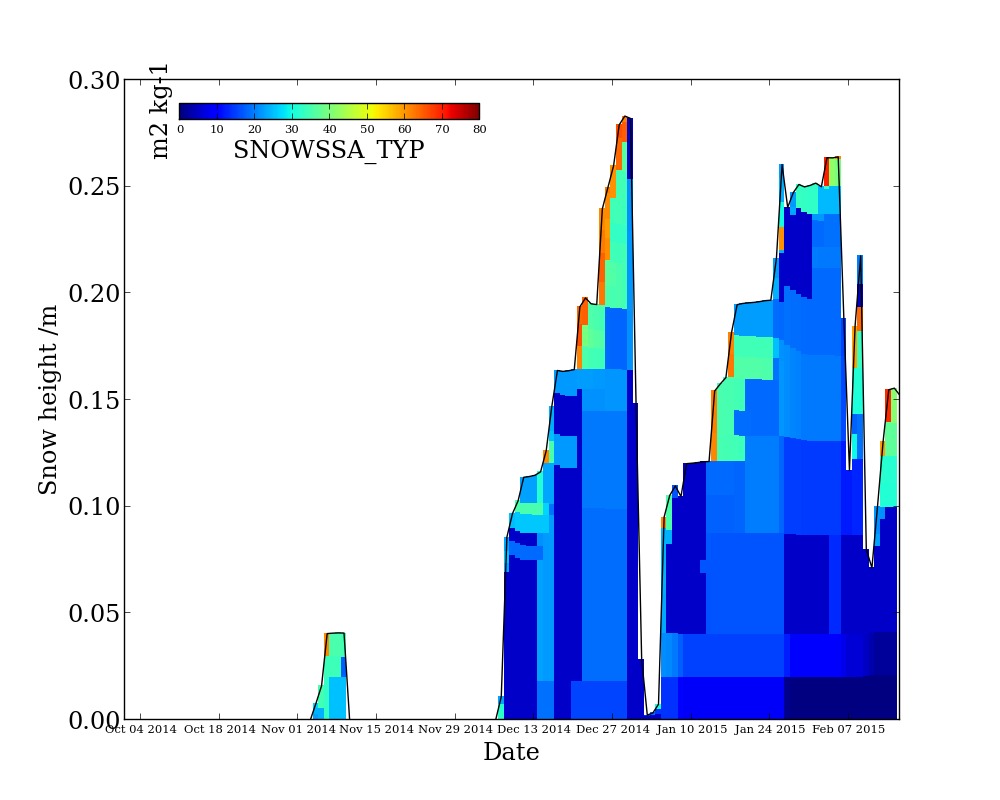 0.30
m2 kg-1
0 10 20 30 40 50 60 70 80
SNOWSSA_TYP
0.25
0.20
Snow height /m
0.15
0.10
0.05
0.00
Oct 04 2014 Oct 18 2014 Nov 01 2014 Nov 15 2014 Nov 29 2014 Dec 13 2014 Dec 27 2014 Jan 10 2015 Jan 24 2015 Feb 07 2015
Date